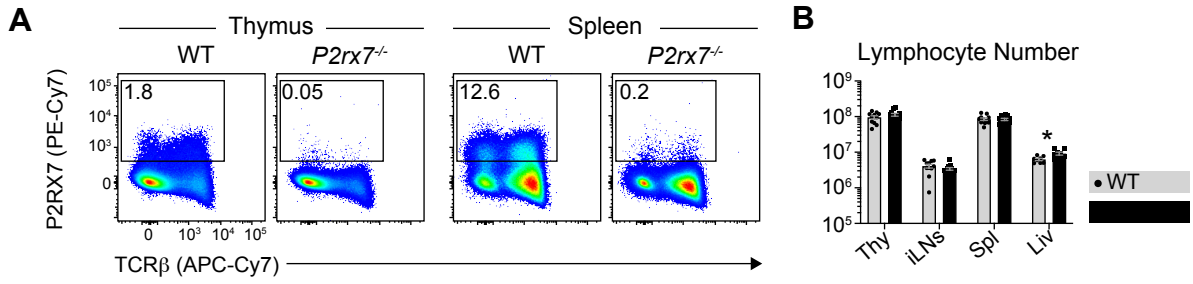 A
Thymus
Spleen
WT
P2rx7-/-
WT
P2rx7-/-
P2RX7 (PE-Cy7)
10⁵
10⁴
10³
0
1.8
0.05
12.6
0.2
0
10³
10⁴
10⁵
TCRβ (APC-Cy7)
B
Lymphocyte Number
10⁹
10⁸
10⁷
10⁶
10⁵
*
Thy
iLNs
Spl
Liv
WT